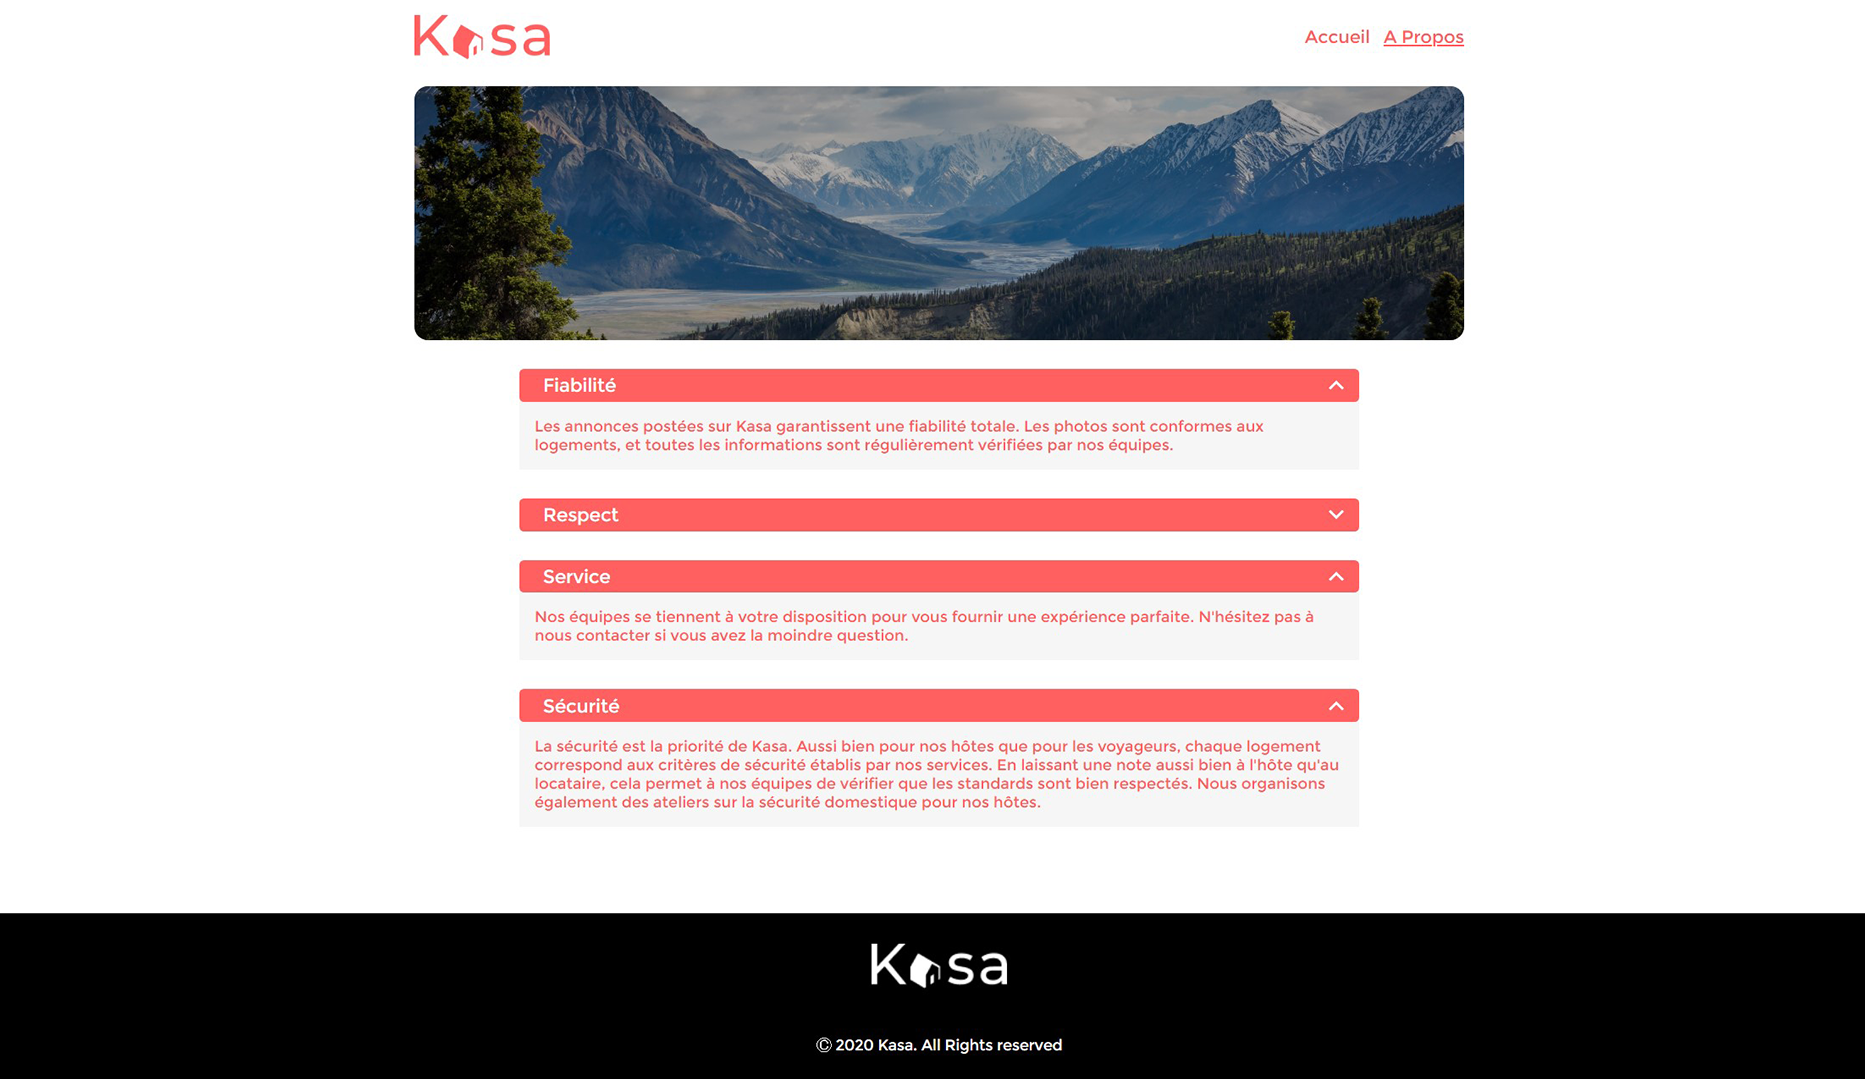 Kasa
Accueil A Propos
Fiabilité
Les annonces postées sur Kasa garantissent une fiabilité totale. Les photos sont conformes aux
logements, et toutes les informations sont régulièrement vérifiées par nos équipes.
Respect
Service
Nos équipes se tiennent à votre disposition pour vous fournir une expérience parfaite. N'hésitez pas à
nous contacter si vous avez la moindre question.
Sécurité
La sécurité est la priorité de Kasa. Aussi bien pour nos hôtes que pour les voyageurs, chaque logement
correspond aux critères de sécurité établis par nos services. En laissant une note aussi bien à l'hôte qu'au
locataire, cela permet à nos équipes de vérifier que les standards sont bien respectés. Nous organisons
également des ateliers sur la sécurité domestique pour nos hôtes.
Kasa
© 2020 Kasa. All Rights reserved